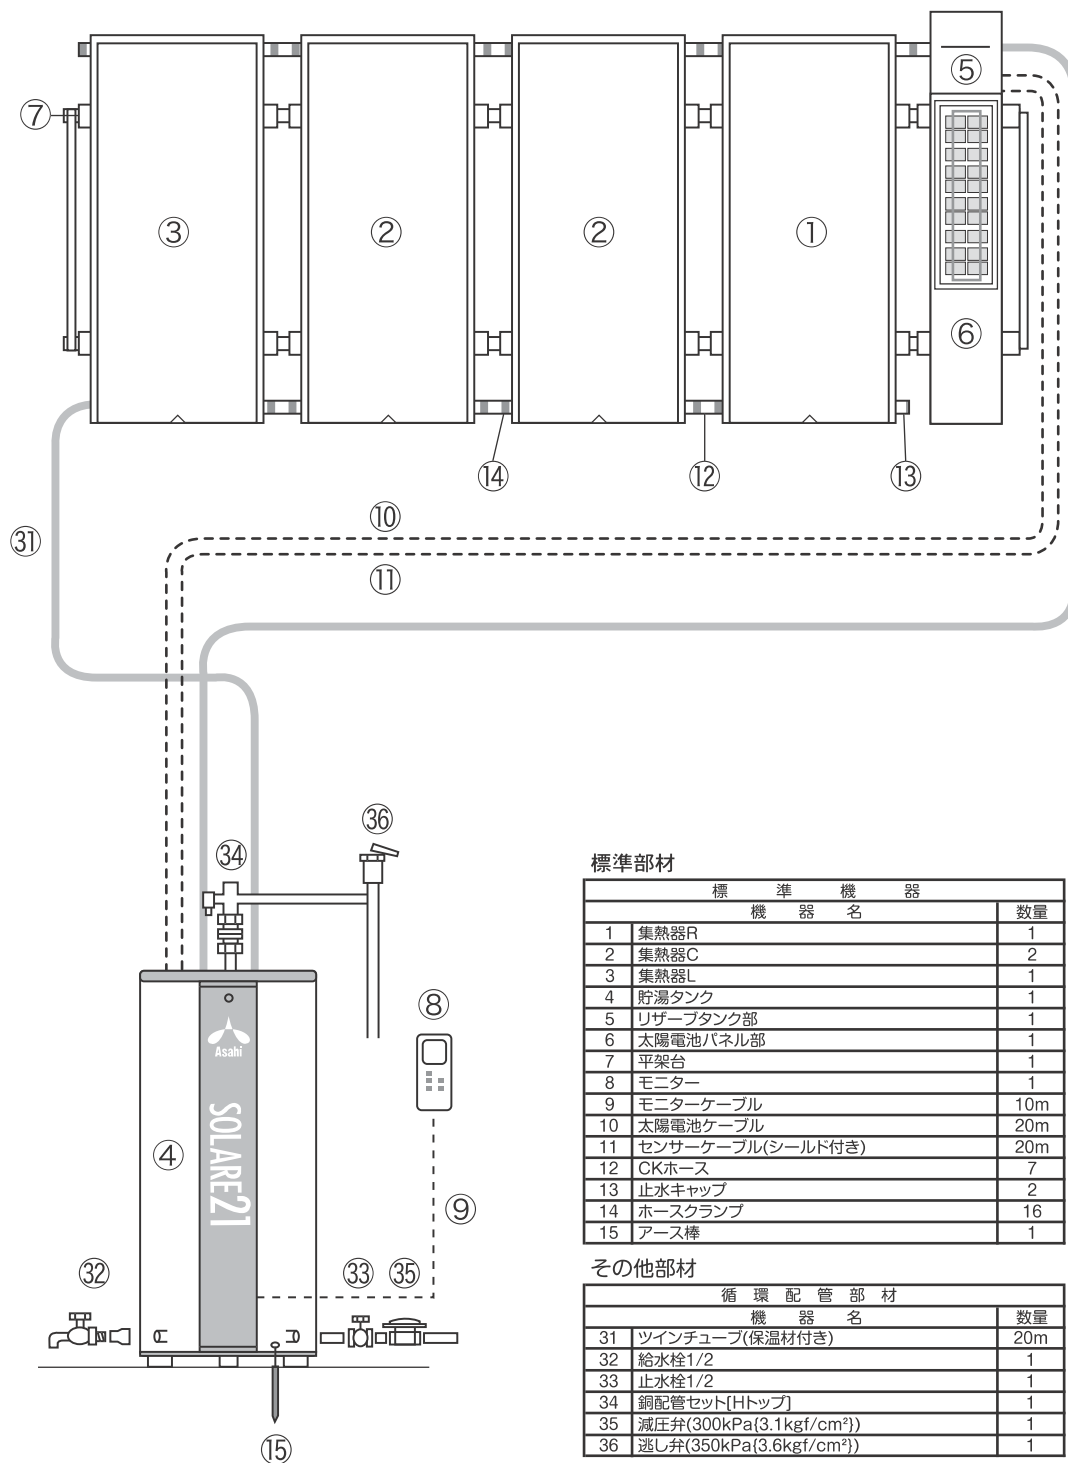 ⑤
⑦
③
②
②
①
⑥
⑭
⑫
⑬
⑩
㉛
⑪
㊱
㉞
⑧
Asahi
SOLARE21
④
⑨
㉜
㉝
㉟
⑮
標準部材
標準機器
機器名 数量
1 集熱器R 1
2 集熱器C 2
3 集熱器L 1
4 貯湯タンク 1
5 リザーブタンク部 1
6 太陽電池パネル部 1
7 平架台 1
8 モニター 1
9 モニターケーブル 10m
10 太陽電池ケーブル 20m
11 センサーケーブル(シールド付き) 20m
12 CKホース 7
13 止水キャップ 2
14 ホースクランプ 16
15 アース棒 1
その他部材
循環配管部材
機器名 数量
31 ツインチューブ(保温材付き) 20m
32 給水栓1/2 1
33 止水栓1/2 1
34 銅配管セット[Hトップ] 1
35 減圧弁(300kPa{3.1kgf/cm²}) 1
36 逃し弁(350kPa{3.6kgf/cm²}) 1